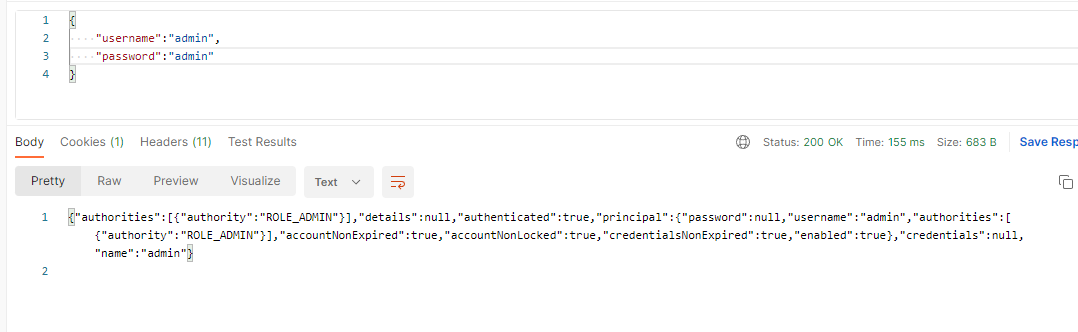 1 {
2 "username":"admin",
3 "password":"admin"
4 }
Body Cookies (1) Headers (11) Test Results Status: 200 OK Time: 155 ms Size: 683 B Save Resp
Pretty Raw Preview Visualize Text
1 {"authorities":[{"authority":"ROLE_ADMIN"}],"details":null,"authenticated":true,"principal":{"password":null,"username":"admin","authorities":[
{"authority":"ROLE_ADMIN"}],"accountNonExpired":true,"accountNonLocked":true,"credentialsNonExpired":true,"enabled":true},"credentials":null,
"name":"admin"}
2